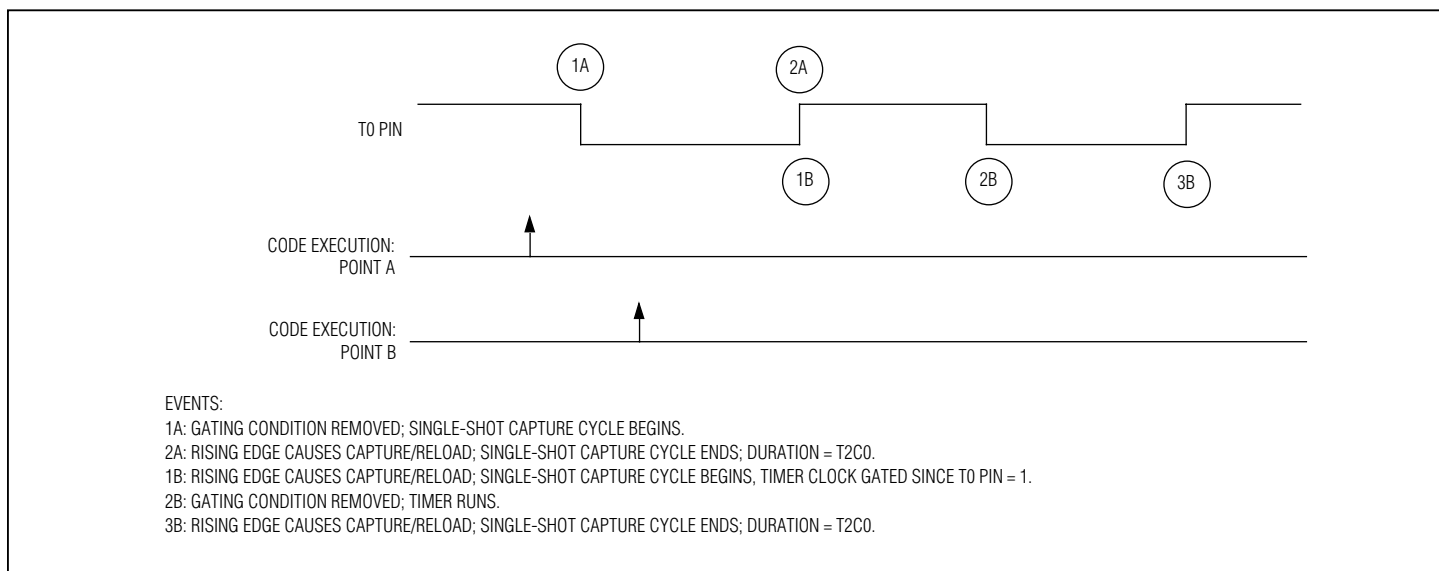 1A
2A
T0 PIN
1B
2B
3B
CODE EXECUTION:
POINT A
CODE EXECUTION:
POINT B
EVENTS:
1A: GATING CONDITION REMOVED; SINGLE-SHOT CAPTURE CYCLE BEGINS.
2A: RISING EDGE CAUSES CAPTURE/RELOAD; SINGLE-SHOT CAPTURE CYCLE ENDS; DURATION = T2C0.
1B: RISING EDGE CAUSES CAPTURE/RELOAD; SINGLE-SHOT CAPTURE CYCLE BEGINS, TIMER CLOCK GATED SINCE T0 PIN = 1.
2B: GATING CONDITION REMOVED; TIMER RUNS.
3B: RISING EDGE CAUSES CAPTURE/RELOAD; SINGLE-SHOT CAPTURE CYCLE ENDS; DURATION = T2C0.